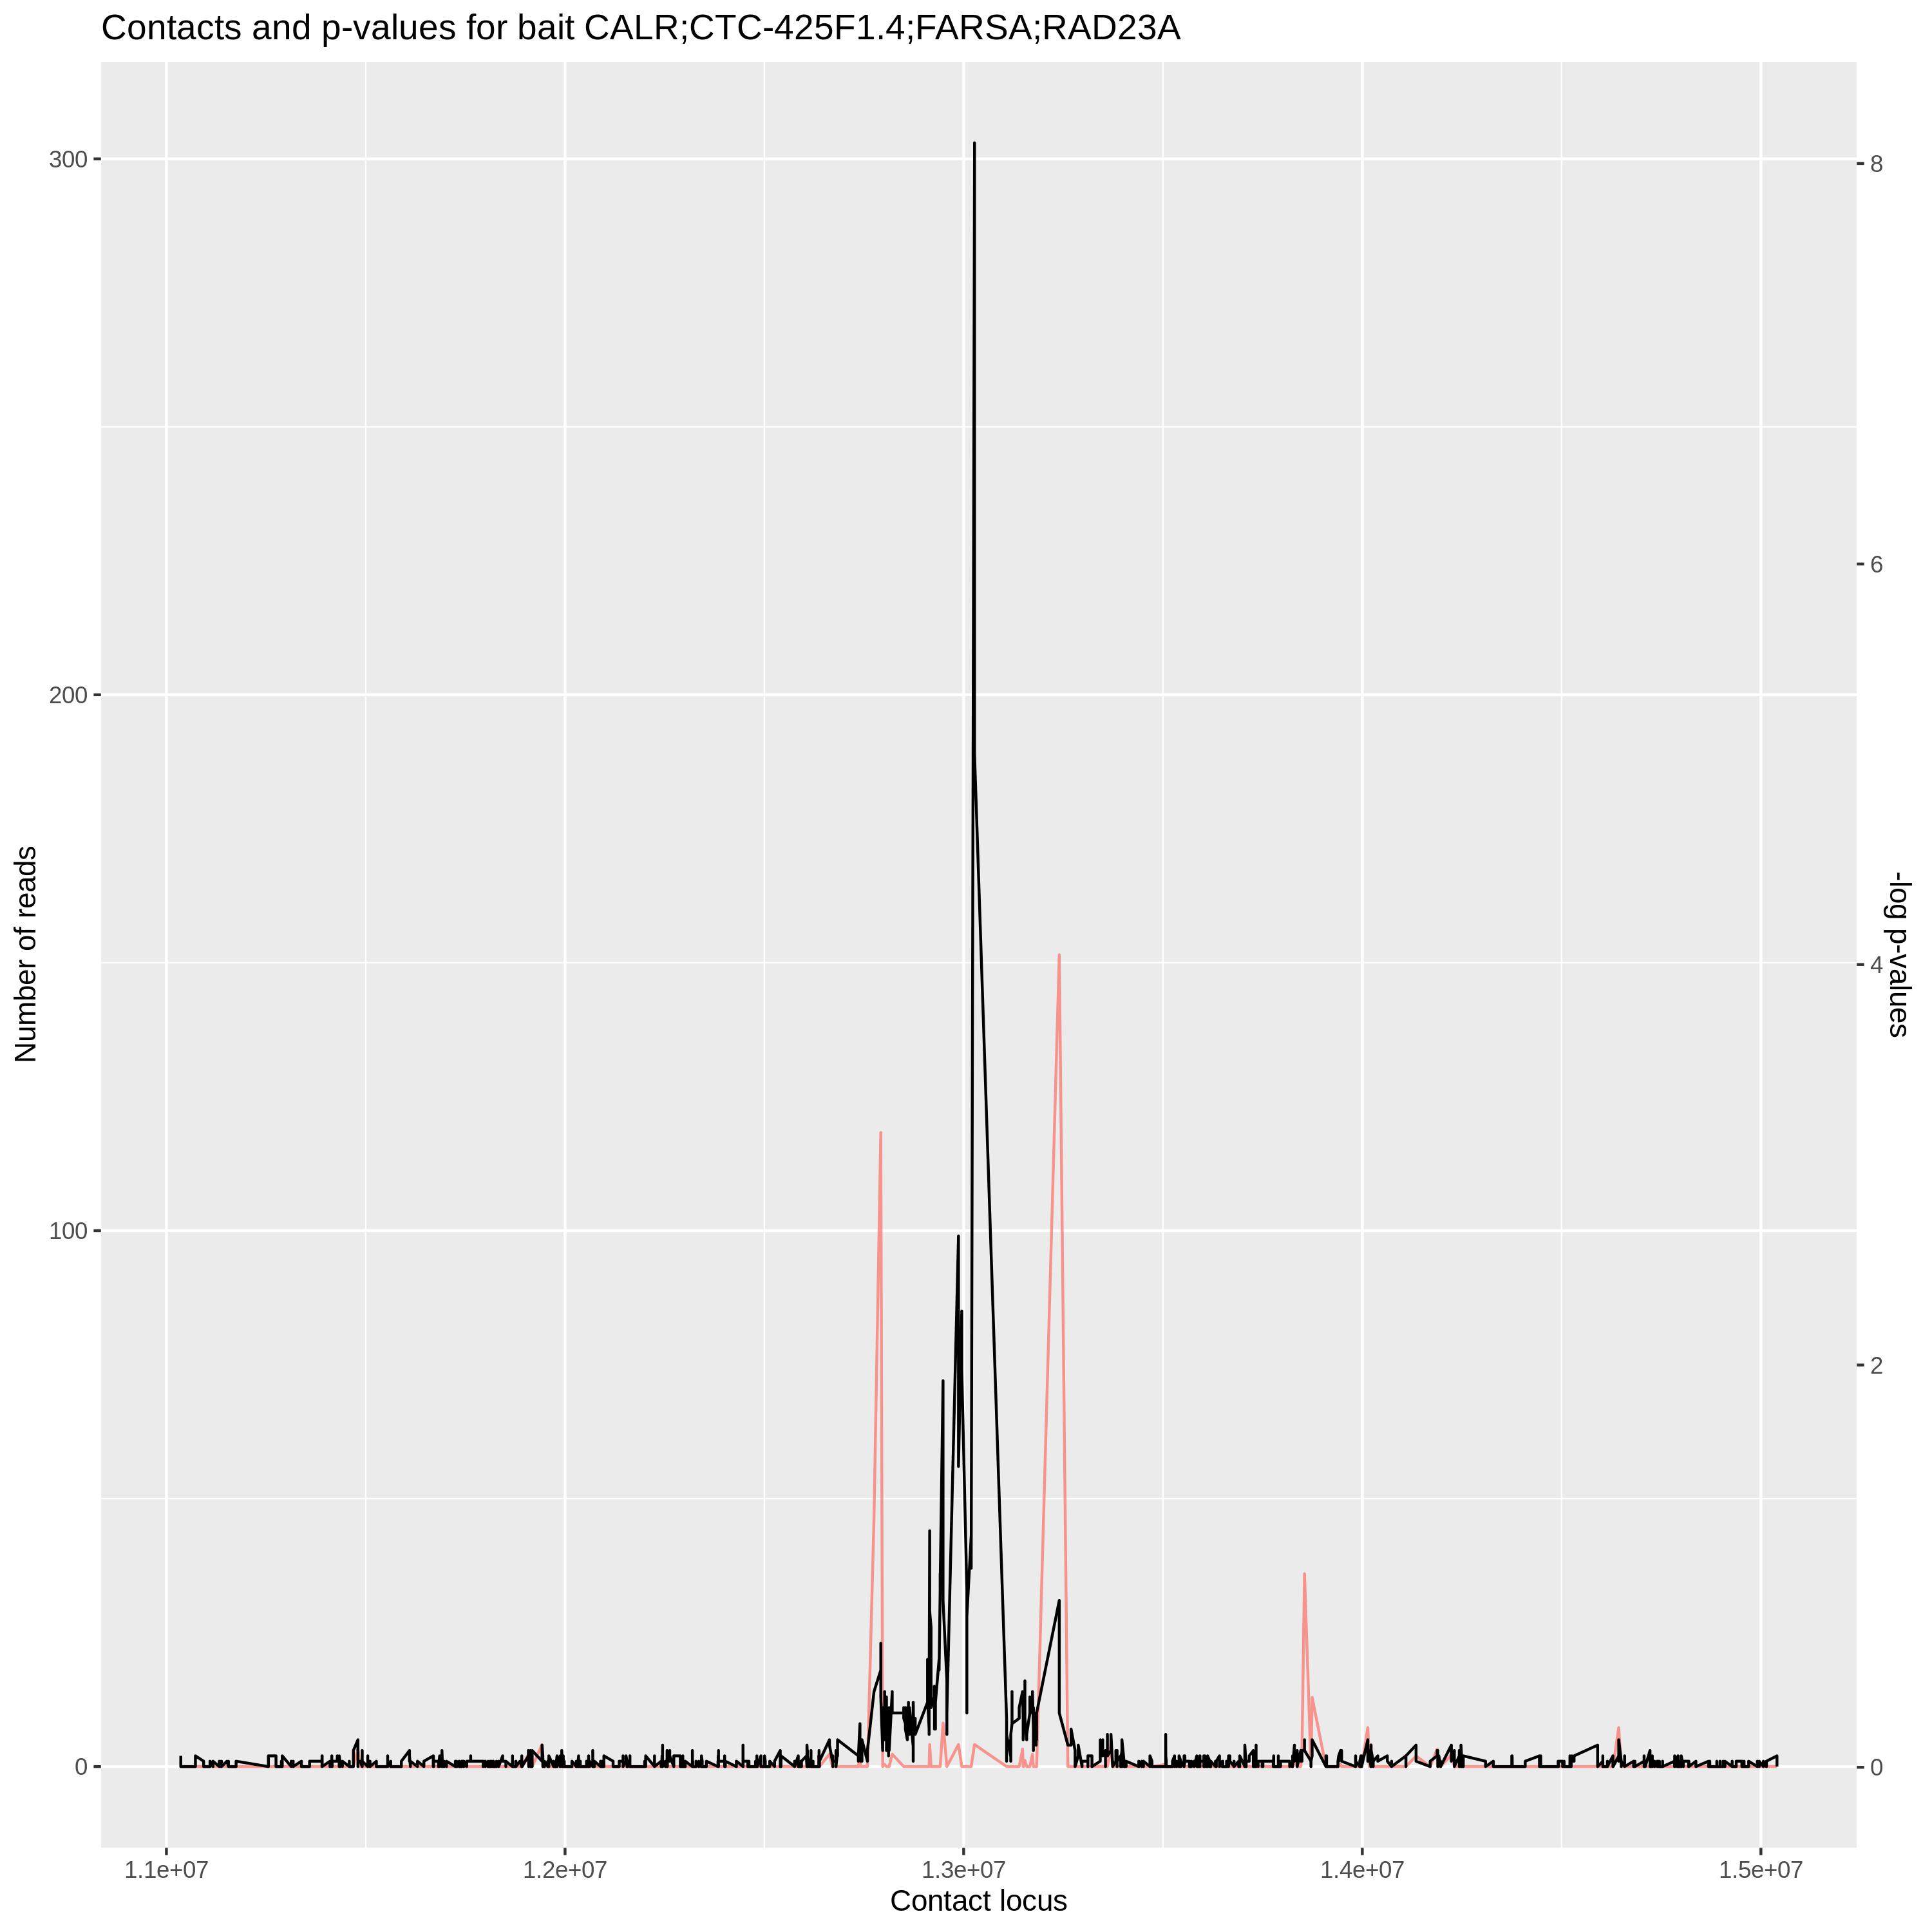 Contacts and p-values for bait CALR;CTC-425F1.4;FARSA;RAD23A
300
200
100
0
Number of reads
8
6
4
2
0
-log p-values
1.1e+07
1.2e+07
1.3e+07
1.4e+07
1.5e+07
Contact locus